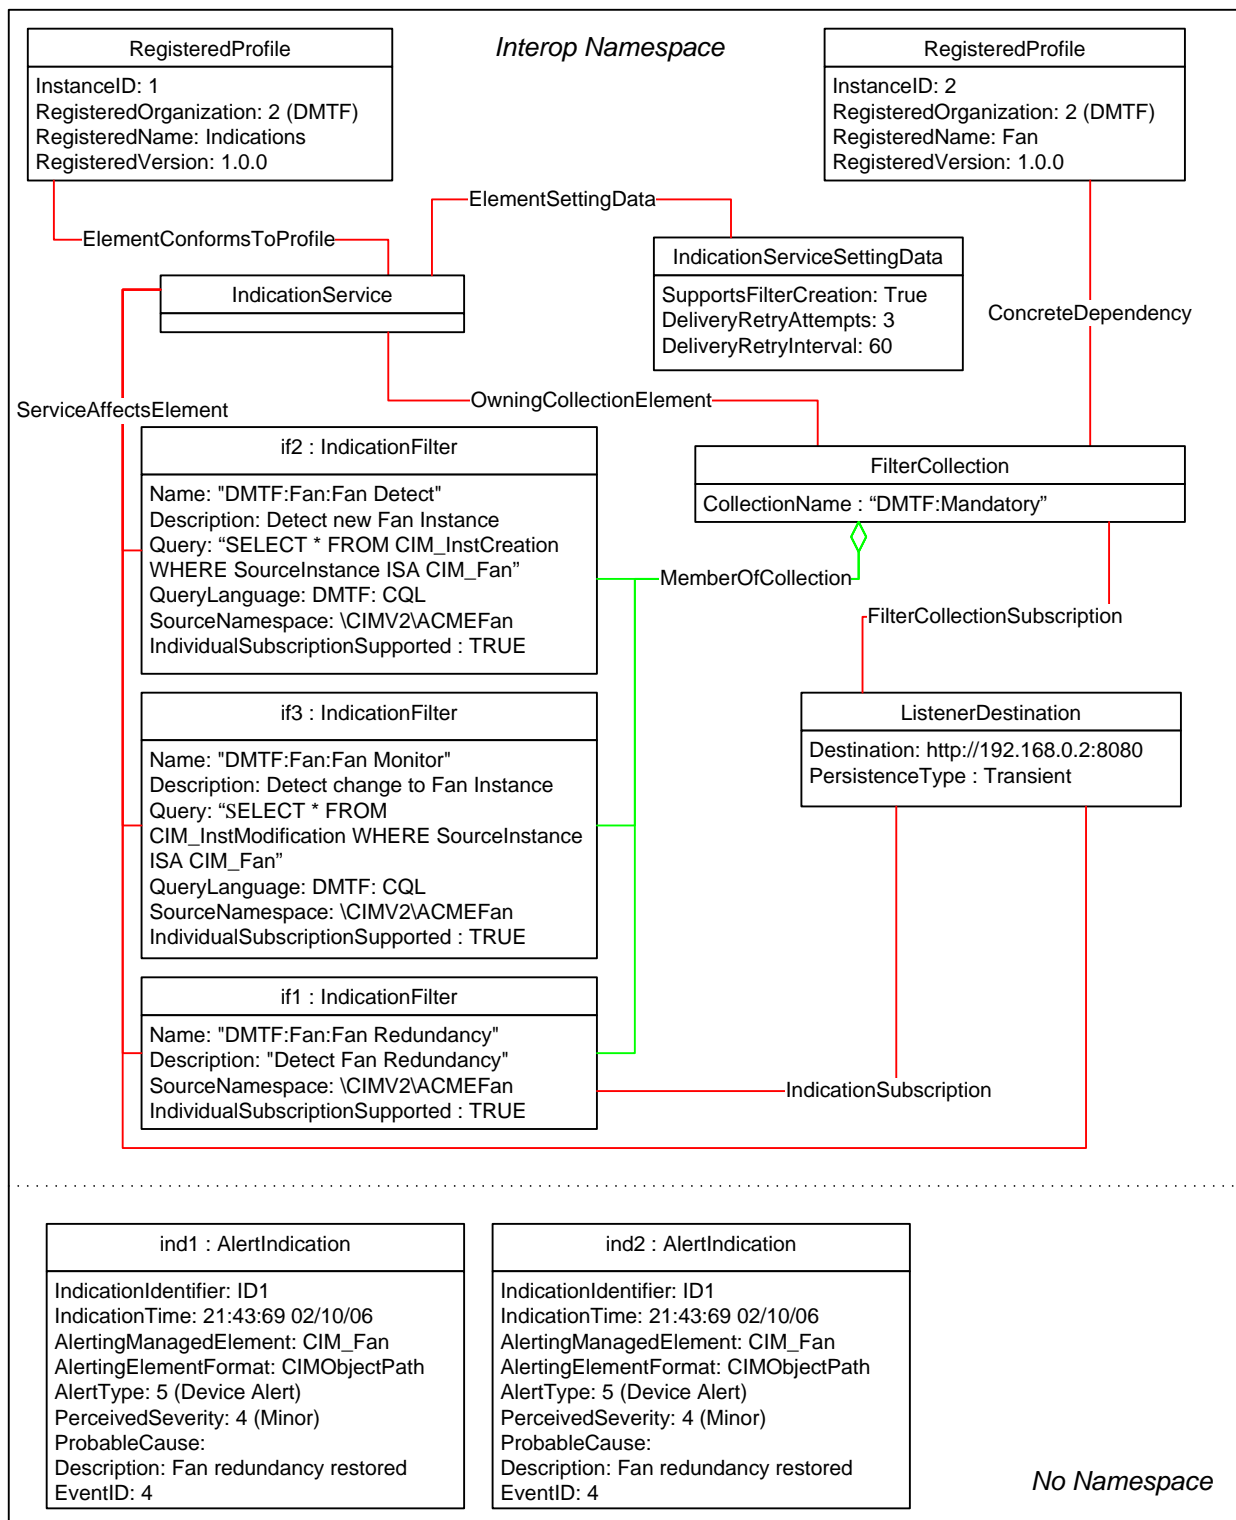 Interop Namespace
RegisteredProfile
InstanceID: 1
RegisteredOrganization: 2 (DMTF)
RegisteredName: Indications
RegisteredVersion: 1.0.0
RegisteredProfile
InstanceID: 2
RegisteredOrganization: 2 (DMTF)
RegisteredName: Fan
RegisteredVersion: 1.0.0
ElementSettingData
ElementConformsToProfile
IndicationServiceSettingData
SupportsFilterCreation: True
DeliveryRetryAttempts: 3
DeliveryRetryInterval: 60
IndicationService
ConcreteDependency
OwningCollectionElement
ServiceAffectsElement
if2 : IndicationFilter
Name: "DMTF:Fan:Fan Detect"
Description: Detect new Fan Instance
Query: “SELECT * FROM CIM_InstCreation
WHERE SourceInstance ISA CIM_Fan”
QueryLanguage: DMTF: CQL
SourceNamespace: \CIMV2\ACMEFan
IndividualSubscriptionSupported : TRUE
FilterCollection
CollectionName : “DMTF:Mandatory”
MemberOfCollection
FilterCollectionSubscription
if3 : IndicationFilter
Name: "DMTF:Fan:Fan Monitor"
Description: Detect change to Fan Instance
Query: “SELECT * FROM
CIM_InstModification WHERE SourceInstance
ISA CIM_Fan”
QueryLanguage: DMTF: CQL
SourceNamespace: \CIMV2\ACMEFan
IndividualSubscriptionSupported : TRUE
ListenerDestination
Destination: http://192.168.0.2:8080
PersistenceType : Transient
if1 : IndicationFilter
Name: "DMTF:Fan:Fan Redundancy"
Description: "Detect Fan Redundancy"
SourceNamespace: \CIMV2\ACMEFan
IndividualSubscriptionSupported : TRUE
IndicationSubscription
ind1 : AlertIndication
IndicationIdentifier: ID1
IndicationTime: 21:43:69 02/10/06
AlertingManagedElement: CIM_Fan
AlertingElementFormat: CIMObjectPath
AlertType: 5 (Device Alert)
PerceivedSeverity: 4 (Minor)
ProbableCause:
Description: Fan redundancy restored
EventID: 4
ind2 : AlertIndication
IndicationIdentifier: ID1
IndicationTime: 21:43:69 02/10/06
AlertingManagedElement: CIM_Fan
AlertingElementFormat: CIMObjectPath
AlertType: 5 (Device Alert)
PerceivedSeverity: 4 (Minor)
ProbableCause:
Description: Fan redundancy restored
EventID: 4
No Namespace